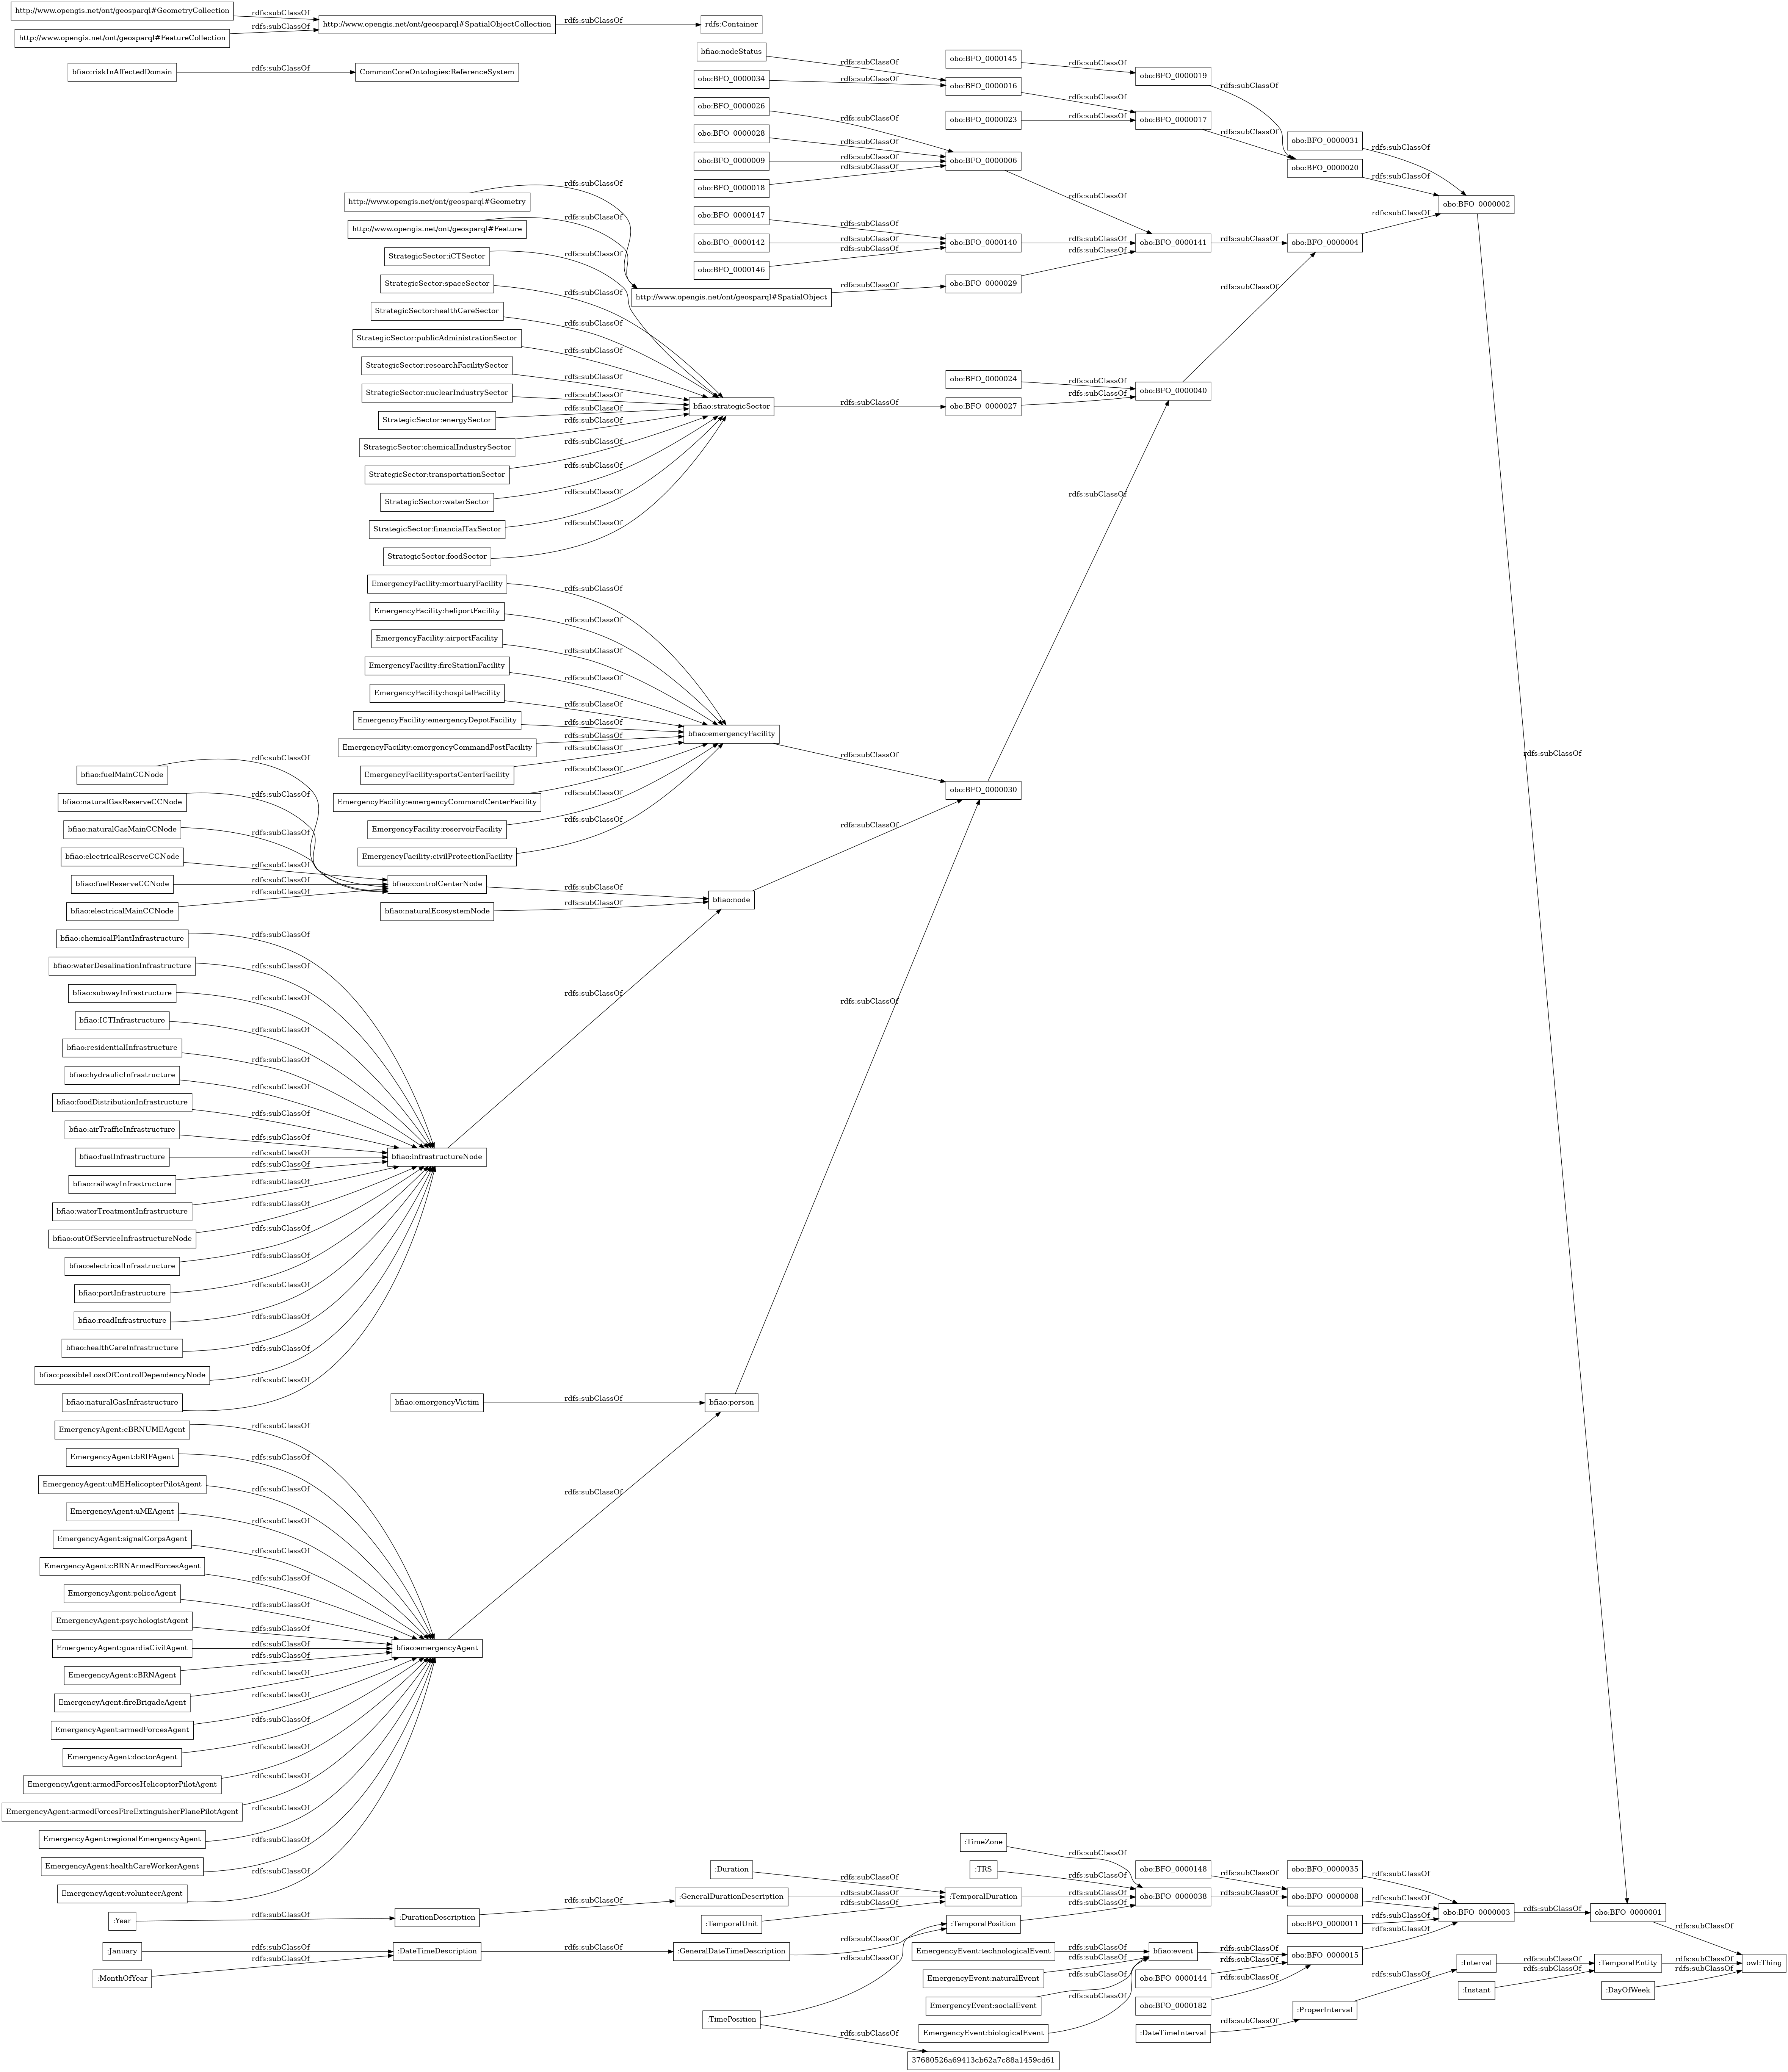 http://www.opengis.net/ont/geosparql#GeometryCollection
rdfs:subClassOf
http://www.opengis.net/ont/geosparql#SpatialObjectCollection
rdfs:subClassOf
rdfs:Container
http://www.opengis.net/ont/geosparql#FeatureCollection
rdfs:subClassOf
bfiao:riskInAffectedDomain
rdfs:subClassOf
CommonCoreOntologies:ReferenceSystem
bfiao:nodeStatus
rdfs:subClassOf
obo:BFO_0000034
rdfs:subClassOf
obo:BFO_0000016
rdfs:subClassOf
obo:BFO_0000145
rdfs:subClassOf
obo:BFO_0000019
rdfs:subClassOf
obo:BFO_0000023
rdfs:subClassOf
obo:BFO_0000017
rdfs:subClassOf
obo:BFO_0000031
rdfs:subClassOf
obo:BFO_0000020
rdfs:subClassOf
obo:BFO_0000002
obo:BFO_0000026
rdfs:subClassOf
obo:BFO_0000028
rdfs:subClassOf
obo:BFO_0000009
rdfs:subClassOf
obo:BFO_0000018
rdfs:subClassOf
obo:BFO_0000006
rdfs:subClassOf
obo:BFO_0000147
rdfs:subClassOf
obo:BFO_0000142
rdfs:subClassOf
obo:BFO_0000146
rdfs:subClassOf
obo:BFO_0000140
rdfs:subClassOf
obo:BFO_0000141
rdfs:subClassOf
obo:BFO_0000004
rdfs:subClassOf
http://www.opengis.net/ont/geosparql#Geometry
rdfs:subClassOf
http://www.opengis.net/ont/geosparql#Feature
rdfs:subClassOf
http://www.opengis.net/ont/geosparql#SpatialObject
rdfs:subClassOf
obo:BFO_0000029
rdfs:subClassOf
StrategicSector:iCTSector
rdfs:subClassOf
StrategicSector:spaceSector
rdfs:subClassOf
StrategicSector:healthCareSector
rdfs:subClassOf
StrategicSector:publicAdministrationSector
rdfs:subClassOf
StrategicSector:researchFacilitySector
rdfs:subClassOf
StrategicSector:nuclearIndustrySector
rdfs:subClassOf
StrategicSector:energySector
rdfs:subClassOf
StrategicSector:chemicalIndustrySector
rdfs:subClassOf
StrategicSector:transportationSector
rdfs:subClassOf
StrategicSector:waterSector
rdfs:subClassOf
StrategicSector:financialTaxSector
rdfs:subClassOf
StrategicSector:foodSector
rdfs:subClassOf
bfiao:strategicSector
rdfs:subClassOf
obo:BFO_0000024
rdfs:subClassOf
obo:BFO_0000027
rdfs:subClassOf
obo:BFO_0000040
rdfs:subClassOf
EmergencyFacility:mortuaryFacility
rdfs:subClassOf
EmergencyFacility:heliportFacility
rdfs:subClassOf
EmergencyFacility:airportFacility
rdfs:subClassOf
EmergencyFacility:fireStationFacility
rdfs:subClassOf
EmergencyFacility:hospitalFacility
rdfs:subClassOf
EmergencyFacility:emergencyDepotFacility
rdfs:subClassOf
EmergencyFacility:emergencyCommandPostFacility
rdfs:subClassOf
EmergencyFacility:sportsCenterFacility
rdfs:subClassOf
EmergencyFacility:emergencyCommandCenterFacility
rdfs:subClassOf
EmergencyFacility:reservoirFacility
rdfs:subClassOf
EmergencyFacility:civilProtectionFacility
rdfs:subClassOf
bfiao:emergencyFacility
rdfs:subClassOf
obo:BFO_0000030
rdfs:subClassOf
bfiao:fuelMainCCNode
rdfs:subClassOf
bfiao:naturalGasReserveCCNode
rdfs:subClassOf
bfiao:naturalGasMainCCNode
rdfs:subClassOf
bfiao:electricalReserveCCNode
rdfs:subClassOf
bfiao:fuelReserveCCNode
rdfs:subClassOf
bfiao:electricalMainCCNode
rdfs:subClassOf
bfiao:controlCenterNode
rdfs:subClassOf
bfiao:naturalEcosystemNode
rdfs:subClassOf
bfiao:node
rdfs:subClassOf
bfiao:chemicalPlantInfrastructure
rdfs:subClassOf
bfiao:waterDesalinationInfrastructure
rdfs:subClassOf
bfiao:subwayInfrastructure
rdfs:subClassOf
bfiao:ICTInfrastructure
rdfs:subClassOf
bfiao:residentialInfrastructure
rdfs:subClassOf
bfiao:hydraulicInfrastructure
rdfs:subClassOf
bfiao:foodDistributionInfrastructure
rdfs:subClassOf
bfiao:airTrafficInfrastructure
rdfs:subClassOf
bfiao:fuelInfrastructure
rdfs:subClassOf
bfiao:railwayInfrastructure
rdfs:subClassOf
bfiao:waterTreatmentInfrastructure
rdfs:subClassOf
bfiao:outOfServiceInfrastructureNode
rdfs:subClassOf
bfiao:electricalInfrastructure
rdfs:subClassOf
bfiao:portInfrastructure
rdfs:subClassOf
bfiao:roadInfrastructure
rdfs:subClassOf
bfiao:healthCareInfrastructure
rdfs:subClassOf
bfiao:possibleLossOfControlDependencyNode
rdfs:subClassOf
bfiao:naturalGasInfrastructure
rdfs:subClassOf
bfiao:infrastructureNode
rdfs:subClassOf
bfiao:emergencyVictim
rdfs:subClassOf
bfiao:person
rdfs:subClassOf
EmergencyAgent:cBRNUMEAgent
rdfs:subClassOf
EmergencyAgent:bRIFAgent
rdfs:subClassOf
EmergencyAgent:uMEHelicopterPilotAgent
rdfs:subClassOf
EmergencyAgent:uMEAgent
rdfs:subClassOf
EmergencyAgent:signalCorpsAgent
rdfs:subClassOf
EmergencyAgent:cBRNArmedForcesAgent
rdfs:subClassOf
EmergencyAgent:policeAgent
rdfs:subClassOf
EmergencyAgent:psychologistAgent
rdfs:subClassOf
EmergencyAgent:guardiaCivilAgent
rdfs:subClassOf
EmergencyAgent:cBRNAgent
rdfs:subClassOf
EmergencyAgent:fireBrigadeAgent
rdfs:subClassOf
EmergencyAgent:armedForcesAgent
rdfs:subClassOf
EmergencyAgent:doctorAgent
rdfs:subClassOf
EmergencyAgent:armedForcesHelicopterPilotAgent
rdfs:subClassOf
EmergencyAgent:armedForcesFireExtinguisherPlanePilotAgent
rdfs:subClassOf
EmergencyAgent:regionalEmergencyAgent
rdfs:subClassOf
EmergencyAgent:healthCareWorkerAgent
rdfs:subClassOf
EmergencyAgent:volunteerAgent
rdfs:subClassOf
bfiao:emergencyAgent
rdfs:subClassOf
rdfs:subClassOf
:Year
rdfs:subClassOf
:DurationDescription
rdfs:subClassOf
:January
rdfs:subClassOf
:MonthOfYear
rdfs:subClassOf
:DateTimeDescription
rdfs:subClassOf
:Duration
rdfs:subClassOf
:GeneralDurationDescription
rdfs:subClassOf
:TemporalUnit
rdfs:subClassOf
:GeneralDateTimeDescription
rdfs:subClassOf
:TimePosition
rdfs:subClassOf
rdfs:subClassOf
37680526a69413cb62a7c88a1459cd61
:TimeZone
rdfs:subClassOf
:TRS
rdfs:subClassOf
:TemporalDuration
rdfs:subClassOf
:TemporalPosition
rdfs:subClassOf
EmergencyEvent:technologicalEvent
rdfs:subClassOf
EmergencyEvent:naturalEvent
rdfs:subClassOf
EmergencyEvent:socialEvent
rdfs:subClassOf
EmergencyEvent:biologicalEvent
rdfs:subClassOf
obo:BFO_0000148
rdfs:subClassOf
obo:BFO_0000038
rdfs:subClassOf
bfiao:event
rdfs:subClassOf
obo:BFO_0000144
rdfs:subClassOf
obo:BFO_0000182
rdfs:subClassOf
:DateTimeInterval
rdfs:subClassOf
obo:BFO_0000035
rdfs:subClassOf
obo:BFO_0000008
rdfs:subClassOf
obo:BFO_0000011
rdfs:subClassOf
obo:BFO_0000015
rdfs:subClassOf
:ProperInterval
rdfs:subClassOf
obo:BFO_0000003
rdfs:subClassOf
:Interval
rdfs:subClassOf
:Instant
rdfs:subClassOf
obo:BFO_0000001
rdfs:subClassOf
:TemporalEntity
rdfs:subClassOf
:DayOfWeek
rdfs:subClassOf
owl:Thing